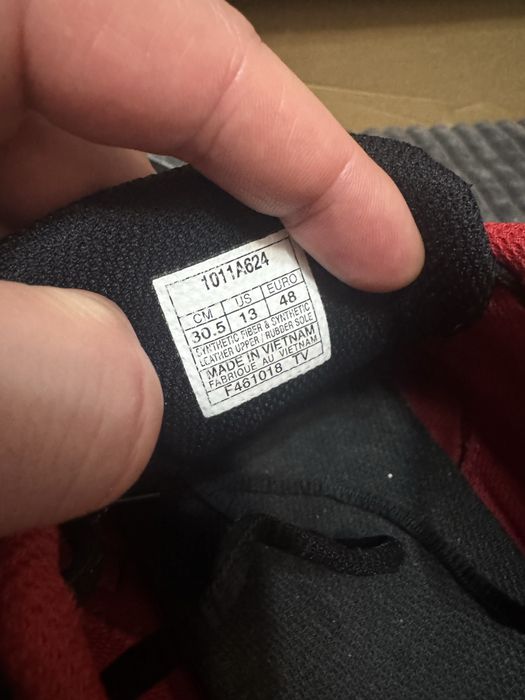 1011A624
CM US EURO
30.5 13 48
SYNTHETIC FIBER & SYNTHETIC
LEATHER UPPER / RUBBER SOLE
MADE IN VIETNAM
FABRIQUE AU VIETNAM
F461018 TV